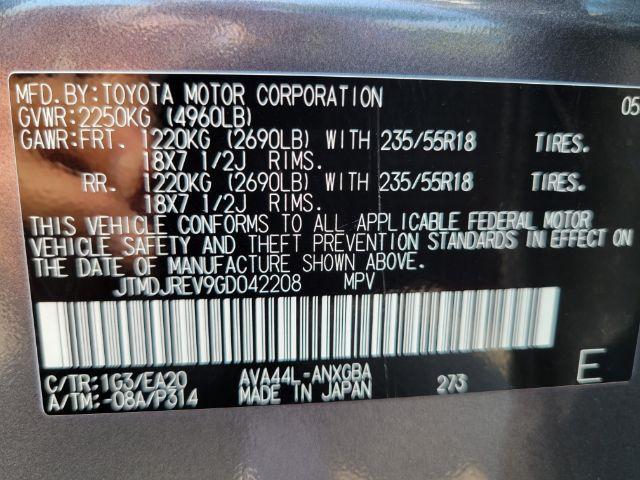 MFD.BY:TOYOTA MOTOR CORPORATION 05
GVWR:2250KG (4960LB)
GAWR:FRT. 1220KG (2690LB) WITH 235/55R18 TIRES.
18X7 1/2J RIMS.
RR. 1220KG (2690LB) WITH 235/55R18 TIRES.
18X7 1/2J RIMS.
THIS VEHICLE CONFORMS TO ALL APPLICABLE FEDERAL MOTOR
VEHICLE SAFETY AND THEFT PREVENTION STANDARDS IN EFFECT ON
THE DATE OF MANUFACTURE SHOWN ABOVE.
JTMDJREV9GD042208 MPV
C/TR:1G3/EA20 AVA44L-ANXGBA 273 E
A/TM:-08A/P314 MADE IN JAPAN